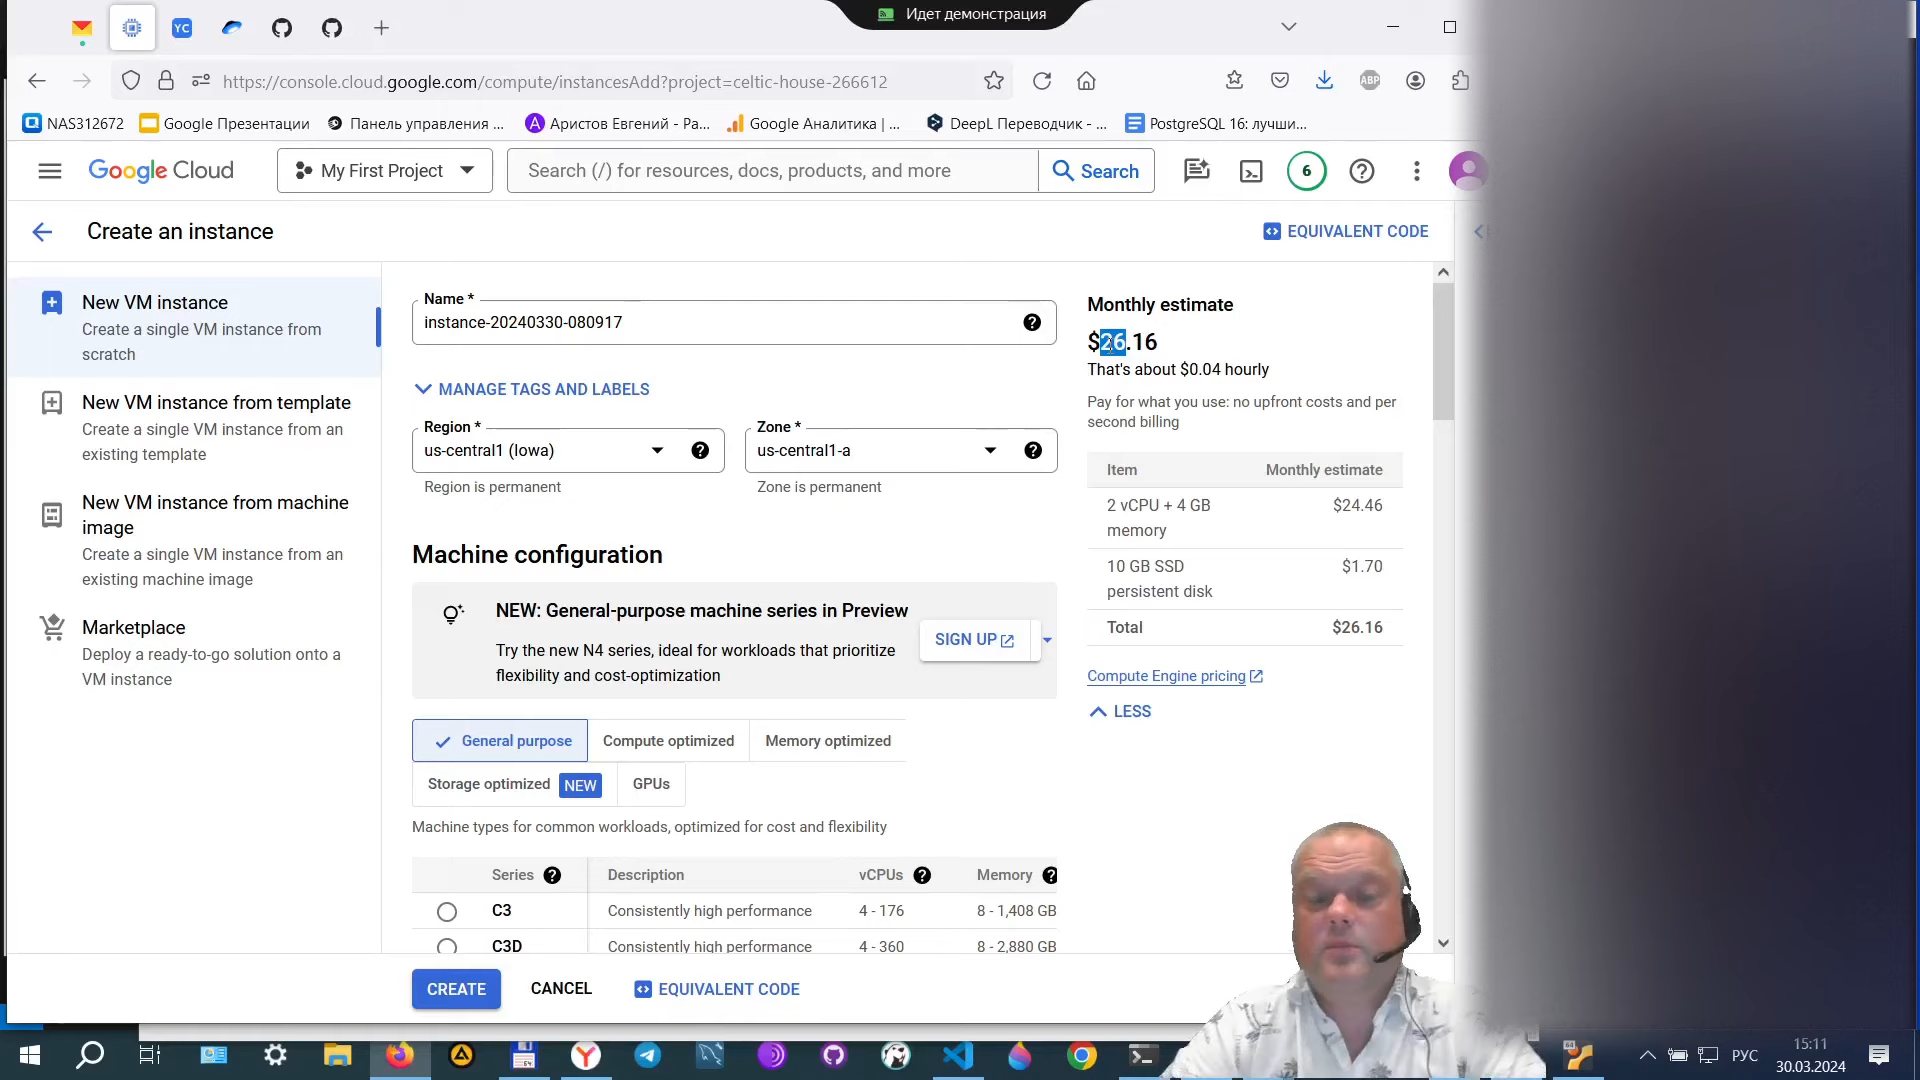 Идет демонстрация
YC
https://console.cloud.google.com/compute/instancesAdd?project=celtic-house-266612
ABP
NAS312672
Google Презентации
Панель управления ...
Аристов Евгений - Ра...
Google Аналитика | ...
DeepL Переводчик - ...
PostgreSQL 16: лучши...
Google Cloud
My First Project
Search (/) for resources, docs, products, and more
Search
6
Create an instance
EQUIVALENT CODE
New VM instance
Create a single VM instance from
scratch
New VM instance from template
Create a single VM instance from an
existing template
New VM instance from machine
image
Create a single VM instance from an
existing machine image
Marketplace
Deploy a ready-to-go solution onto a
VM instance
Name *
instance-20240330-080917
MANAGE TAGS AND LABELS
Region *
us-central1 (Iowa)
Region is permanent
Zone *
us-central1-a
Zone is permanent
Machine configuration
NEW: General-purpose machine series in Preview
Try the new N4 series, ideal for workloads that prioritize
flexibility and cost-optimization
SIGN UP
General purpose
Compute optimized
Memory optimized
Storage optimized NEW
GPUs
Machine types for common workloads, optimized for cost and flexibility
Series Description vCPUs Memory
C3 Consistently high performance 4 - 176 8 - 1,408 GB
C3D Consistently high performance 4 - 360 8 - 2,880 GB
Monthly estimate
$26.16
That's about $0.04 hourly
Pay for what you use: no upfront costs and per
second billing
Item Monthly estimate
2 vCPU + 4 GB $24.46
memory
10 GB SSD $1.70
persistent disk
Total $26.16
Compute Engine pricing
LESS
CREATE
CANCEL
EQUIVALENT CODE
РУС
15:11
30.03.2024